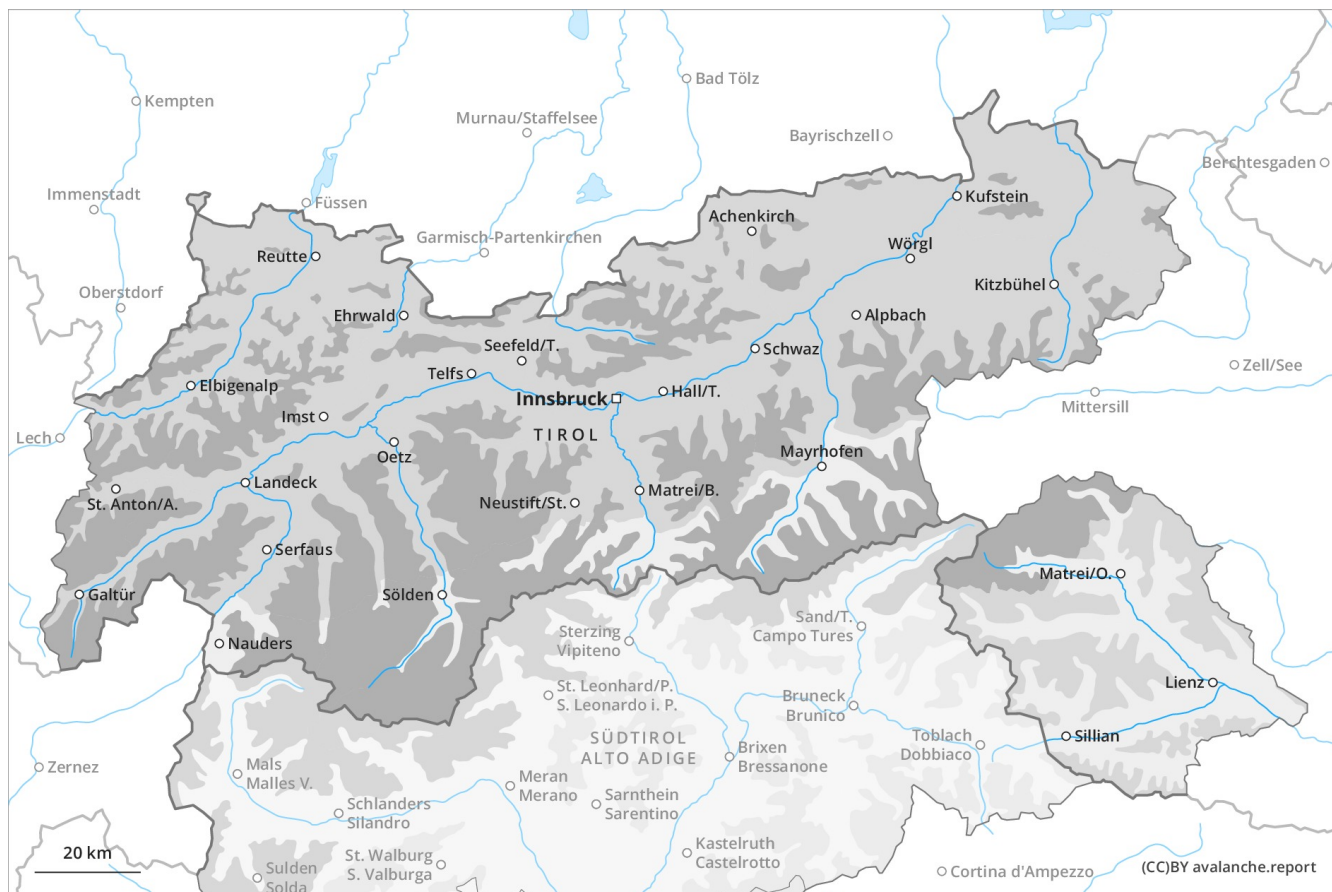 Bad Tölz
Kempten
Murnau/Staffelsee
Bayrischzell
Berchtesgaden
Immenstadt
Füssen
Kufstein
Achenkirch
Garmisch-Partenkirchen
Wörgl
Reutte
Kitzbühel
Oberstdorf
Ehrwald
Alpbach
Seefeld/T.
Schwaz
Zell/See
Telfs
Elbigenalp
Hall/T.
Innsbruck
Mittersill
Imst
TIROL
Lech
Oetz
Mayrhofen
Landeck
Matrei/B.
St. Anton/A.
Neustift/St.
Serfaus
Matrei/O.
Galtür
Sölden
Sand/T.
Campo Tures
Sterzing
Vipiteno
Nauders
Lienz
St. Leonhard/P.
S. Leonardo i. P.
Bruneck
Brunico
SÜDTIROL
ALTO ADIGE
Toblach
Dobbiaco
Sillian
Brixen
Bressanone
Zernez
Mals
Malles V.
Meran
Merano
Schlanders
Silandro
Sarnthein
Sarentino
Kastelruth
Castelrotto
20 km
St. Walburg
S. Valburga
Sulden
Solda
Cortina d'Ampezzo
(CC)BY avalanche.report